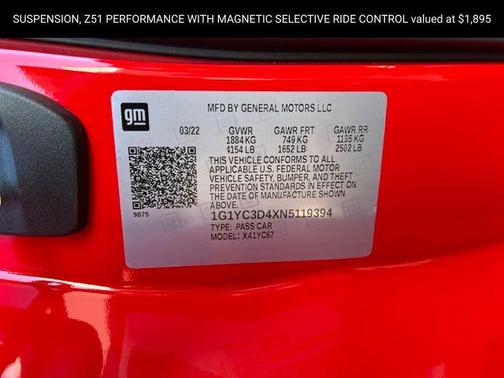 SUSPENSION, Z51 PERFORMANCE WITH MAGNETIC SELECTIVE RIDE CONTROL valued at $1,895
gm
MFD BY GENERAL MOTORS LLC
03/22 GVWR GAWR FRT GAWR RR
1884 KG 749 KG 1135 KG
4154 LB 1652 LB 2502 LB
THIS VEHICLE CONFORMS TO ALL
APPLICABLE U.S. FEDERAL MOTOR
VEHICLE SAFETY, BUMPER, AND THEFT
PREVENTION STANDARDS IN EFFECT ON
THE DATE OF MANUFACTURE SHOWN
ABOVE.
9075
1G1YC3D4XN5119394
TYPE: PASS CAR
MODEL: X41YC67